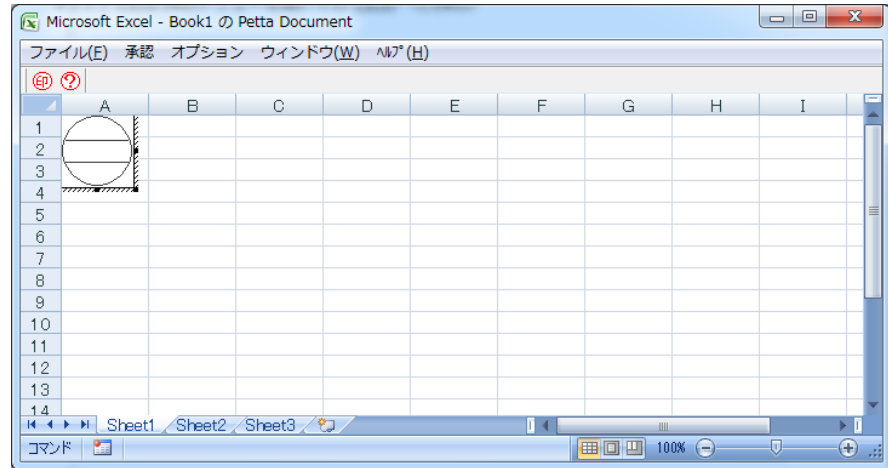 Microsoft Excel - Book1 の Petta Document
ファイル(F) 承認 オプション ウィンドウ(W) ﾍﾙﾌﾟ(H)
印 ?
A B C D E F G H I
1
2
3
4
5
6
7
8
9
10
11
12
13
14
Sheet1 Sheet2 Sheet3
コマンド 100%